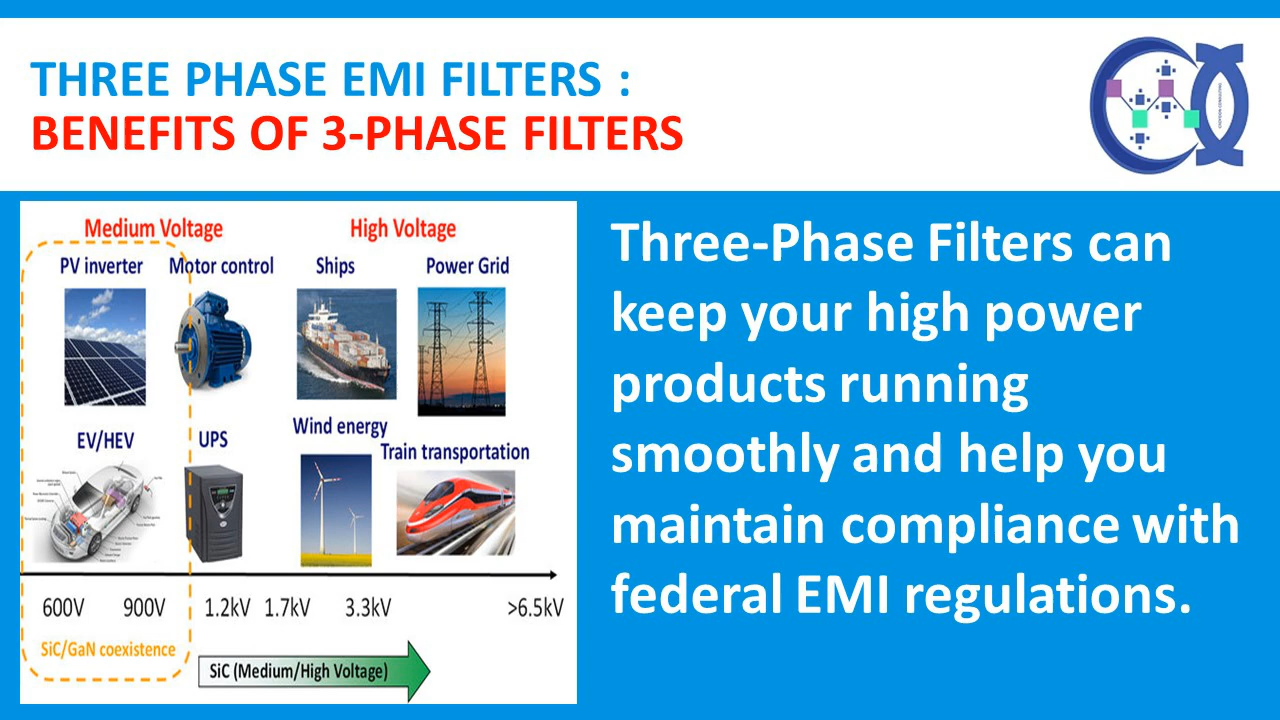 THREE PHASE EMI FILTERS :
BENEFITS OF 3-PHASE FILTERS
Medium Voltage
High Voltage
PV inverter
Motor control
Ships
Power Grid
EV/HEV
UPS
Wind energy
Train transportation
600V 900V 1.2kV 1.7kV 3.3kV >6.5kV
SiC/GaN coexistence
SiC (Medium/High Voltage)
Three-Phase Filters can
keep your high power
products running
smoothly and help you
maintain compliance with
federal EMI regulations.